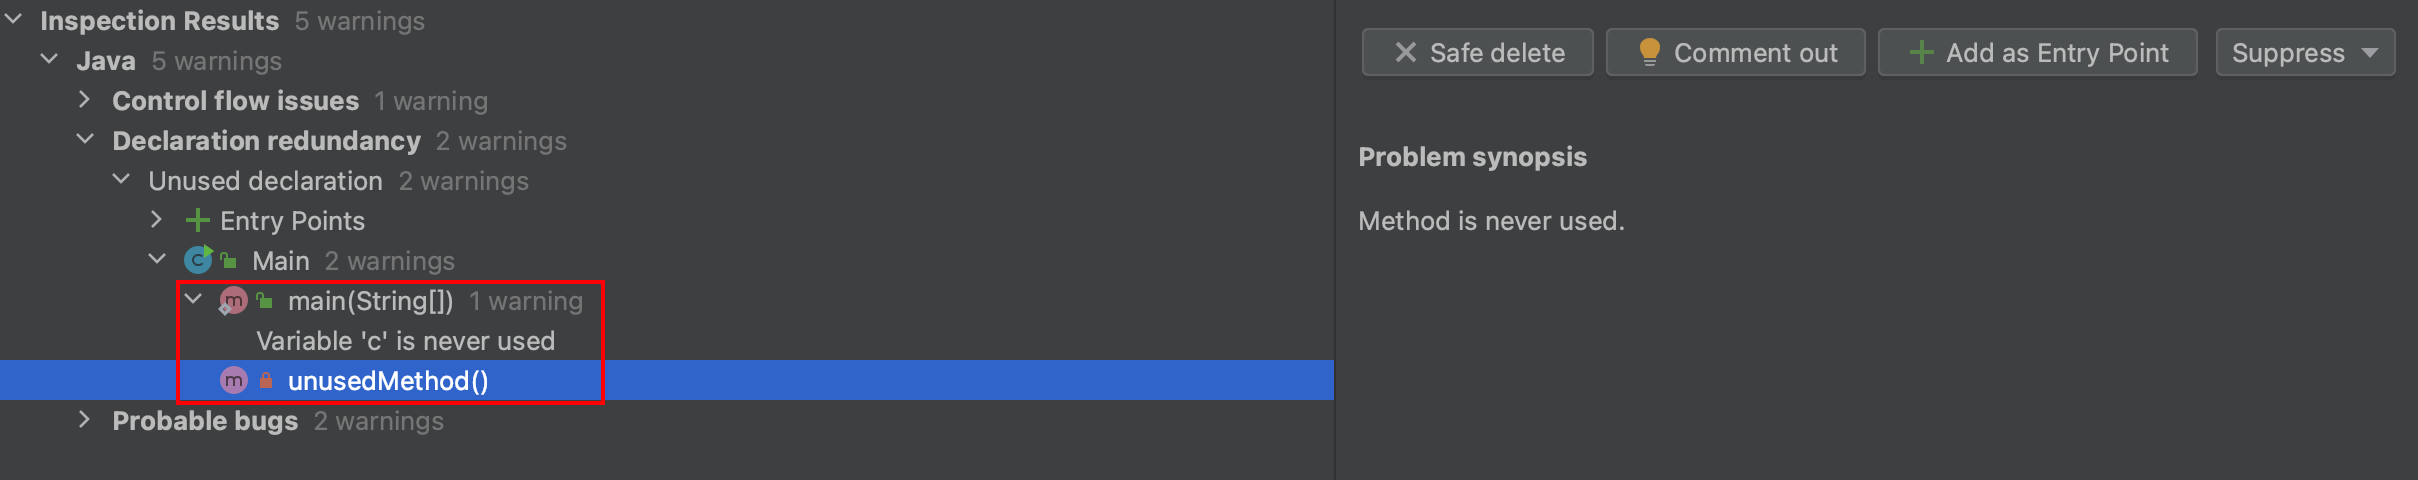 Inspection Results 5 warnings
Java 5 warnings
Control flow issues 1 warning
Declaration redundancy 2 warnings
Unused declaration 2 warnings
Entry Points
C Main 2 warnings
m main(String[]) 1 warning
Variable 'c' is never used
m unusedMethod()
Probable bugs 2 warnings
Safe delete
Comment out
Add as Entry Point
Suppress
Problem synopsis
Method is never used.